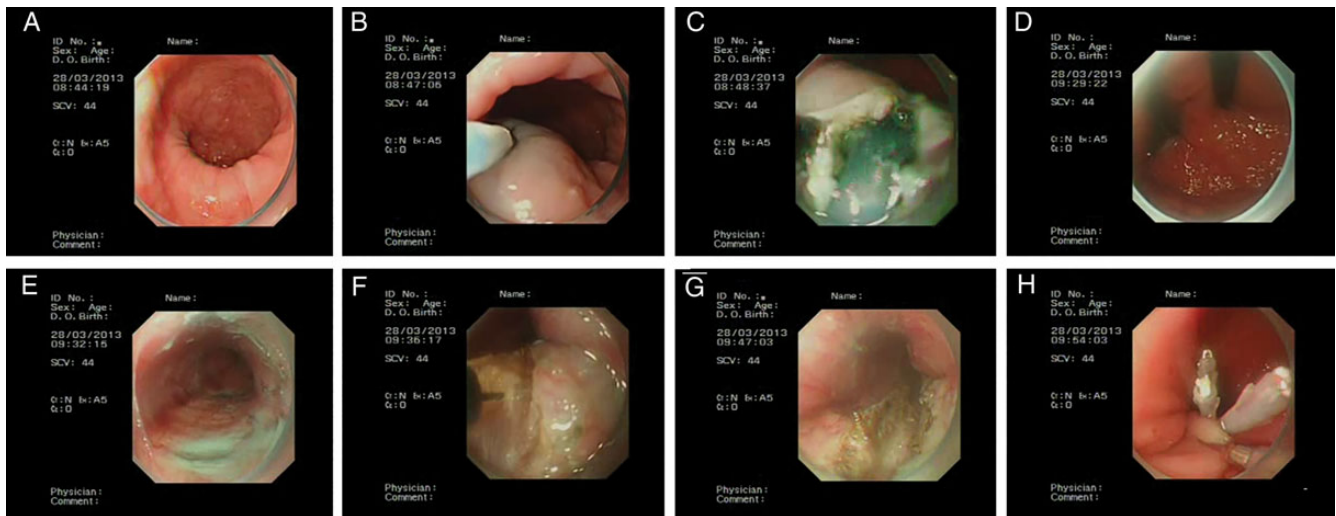 A
ID No. :
Name:
Sex: Age:
D.O.Birth:
28/03/2013
08:44:19
SCV: 44
Physician:
Comment:
B
ID No. :
Name:
Sex: Age:
D.O.Birth:
28/03/2013
08:47:06
SCV: 44
Physician:
Comment:
C
ID No. :
Name:
Sex: Age:
D.O.Birth:
28/03/2013
08:48:37
SCV: 44
Physician:
Comment:
D
ID No. :
Name:
Sex: Age:
D.O.Birth:
28/03/2013
09:29:22
SCV: 44
Physician:
Comment:
E
ID No. :
Name:
Sex: Age:
D.O.Birth:
28/03/2013
09:32:15
SCV: 44
Physician:
Comment:
F
ID No. :
Name:
Sex: Age:
D.O.Birth:
28/03/2013
09:36:17
SCV: 44
Physician:
Comment:
G
ID No. :
Name:
Sex: Age:
D.O.Birth:
28/03/2013
09:47:03
SCV: 44
Physician:
Comment:
H
ID No. :
Name:
Sex: Age:
D.O.Birth:
28/03/2013
09:54:03
SCV: 44
Physician:
Comment: